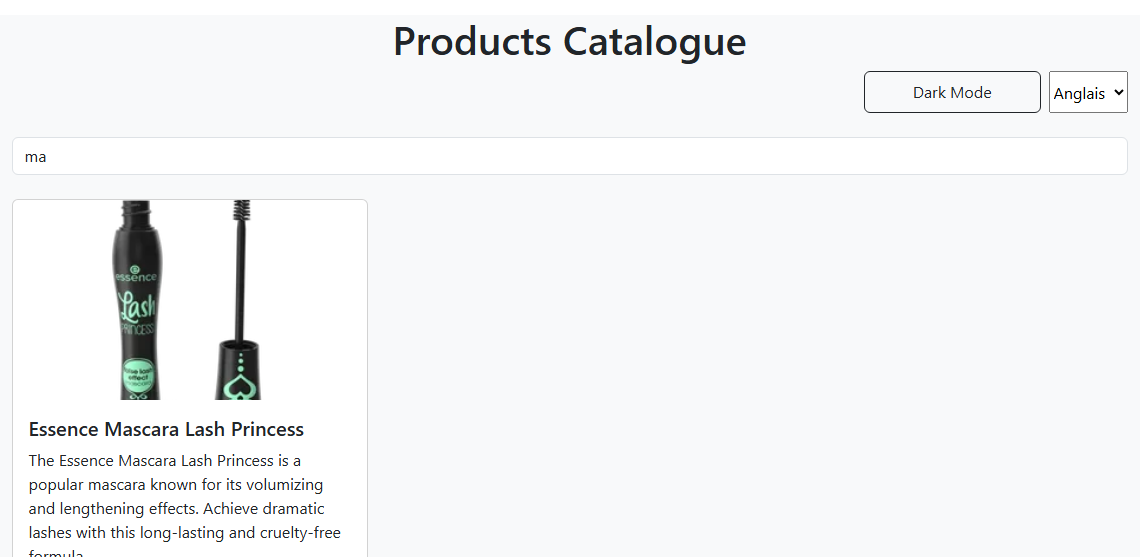 Products Catalogue
Dark Mode
Anglais
ma
essence
Lash
PRINCESS
false lash
effect
Essence Mascara Lash Princess
The Essence Mascara Lash Princess is a
popular mascara known for its volumizing
and lengthening effects. Achieve dramatic
lashes with this long-lasting and cruelty-free
formula.